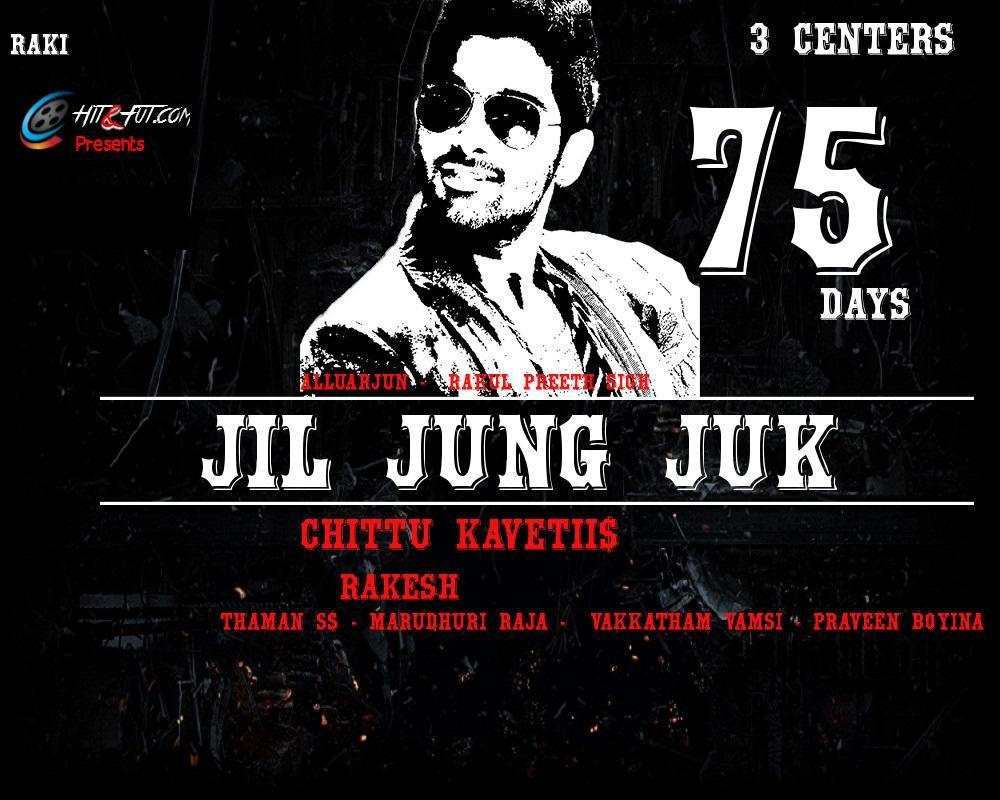 RAKI
3 CENTERS
HIT&FUT.COM
Presents
75
DAYS
ALLUARJUN - RAKUL PREETH SIGH
JIL JUNG JUK
CHITTU KAVETII$
RAKESH
THAMAN S$ - MARUDHURI RAJA - VAKKATHAM VAMSI - PRAVEEN BOYINA